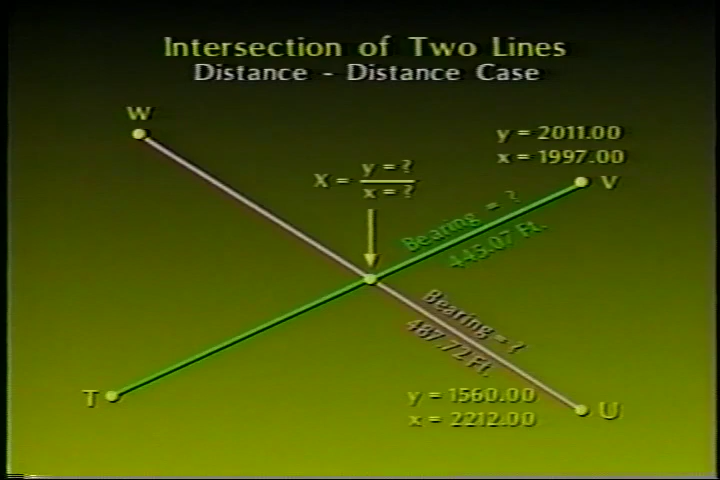 Intersection of Two Lines
Distance - Distance Case
W
y = 2011.00
x = 1997.00
V
X = y = ?
x = ?
Bearing = ?
445.07 Ft.
Bearing = ?
487.72 Ft.
T
y = 1560.00
x = 2212.00
U